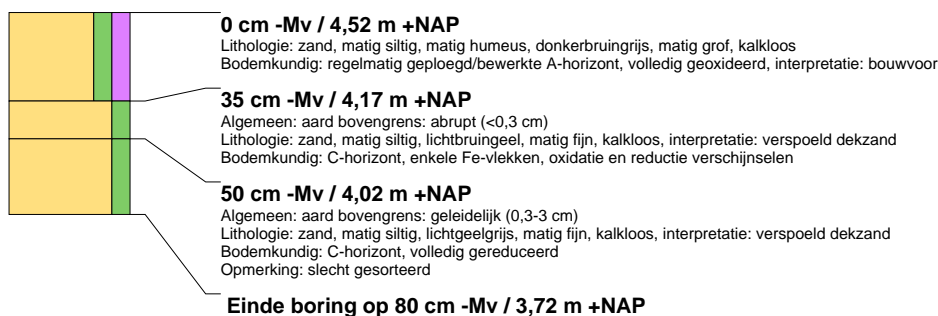 0 cm -Mv / 4,52 m +NAP
Lithologie: zand, matig siltig, matig humeus, donkerbruingrijs, matig grof, kalkloos
Bodemkundig: regelmatig geploegd/bewerkte A-horizont, volledig geoxideerd, interpretatie: bouwvoor
35 cm -Mv / 4,17 m +NAP
Algemeen: aard bovengrens: abrupt (<0,3 cm)
Lithologie: zand, matig siltig, lichtbruingeel, matig fijn, kalkloos, interpretatie: verspoeld dekzand
Bodemkundig: C-horizont, enkele Fe-vlekken, oxidatie en reductie verschijnselen
50 cm -Mv / 4,02 m +NAP
Algemeen: aard bovengrens: geleidelijk (0,3-3 cm)
Lithologie: zand, matig siltig, lichtgeelgrijs, matig fijn, kalkloos, interpretatie: verspoeld dekzand
Bodemkundig: C-horizont, volledig gereduceerd
Opmerking: slecht gesorteerd
Einde boring op 80 cm -Mv / 3,72 m +NAP